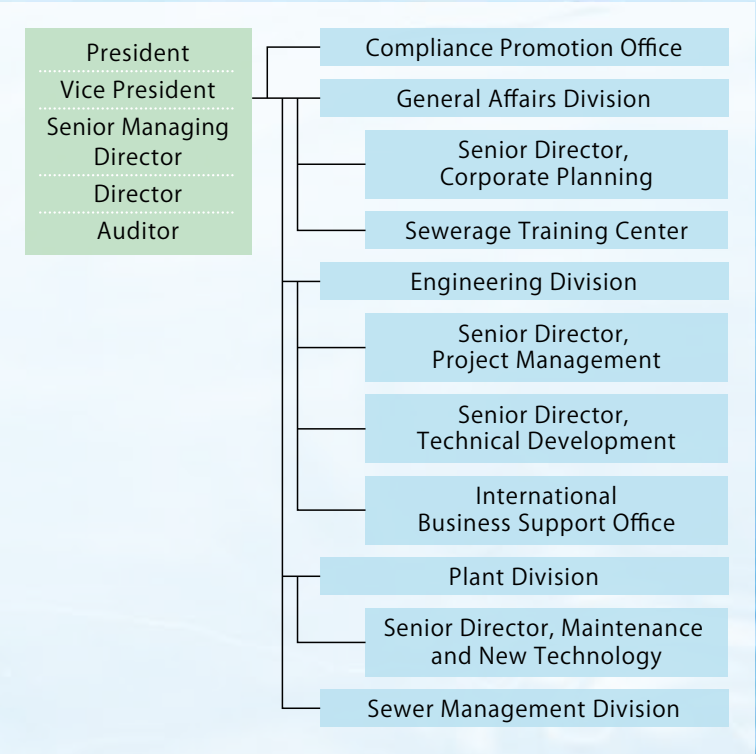 President
Vice President
Senior Managing
Director
Director
Auditor
Compliance Promotion Office
General Affairs Division
Senior Director,
Corporate Planning
Sewerage Training Center
Engineering Division
Senior Director,
Project Management
Senior Director,
Technical Development
International
Business Support Office
Plant Division
Senior Director, Maintenance
and New Technology
Sewer Management Division